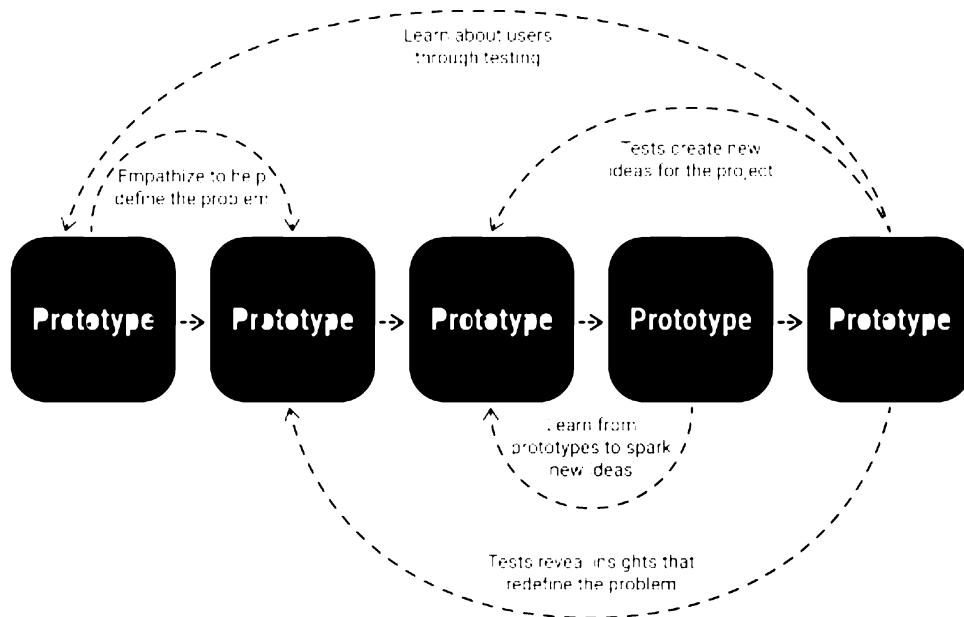 Learn about users
through testing
Tests create new
ideas for the project
Empathize to help
define the problem
Prototype
Prototype
Prototype
Prototype
Prototype
Learn from
prototypes to spark
new ideas
Tests reveal insights that
redefine the problem